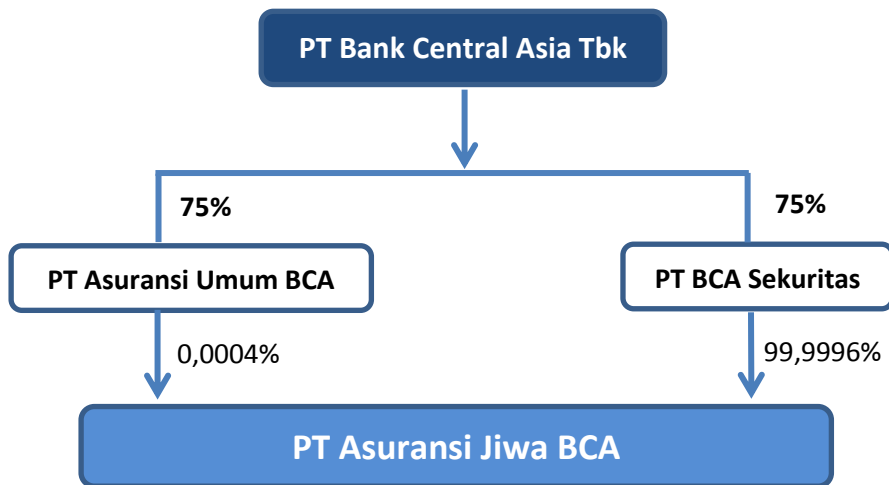 PT Bank Central Asia Tbk
75%
75%
PT Asuransi Umum BCA
PT BCA Sekuritas
0,0004%
99,9996%
PT Asuransi Jiwa BCA